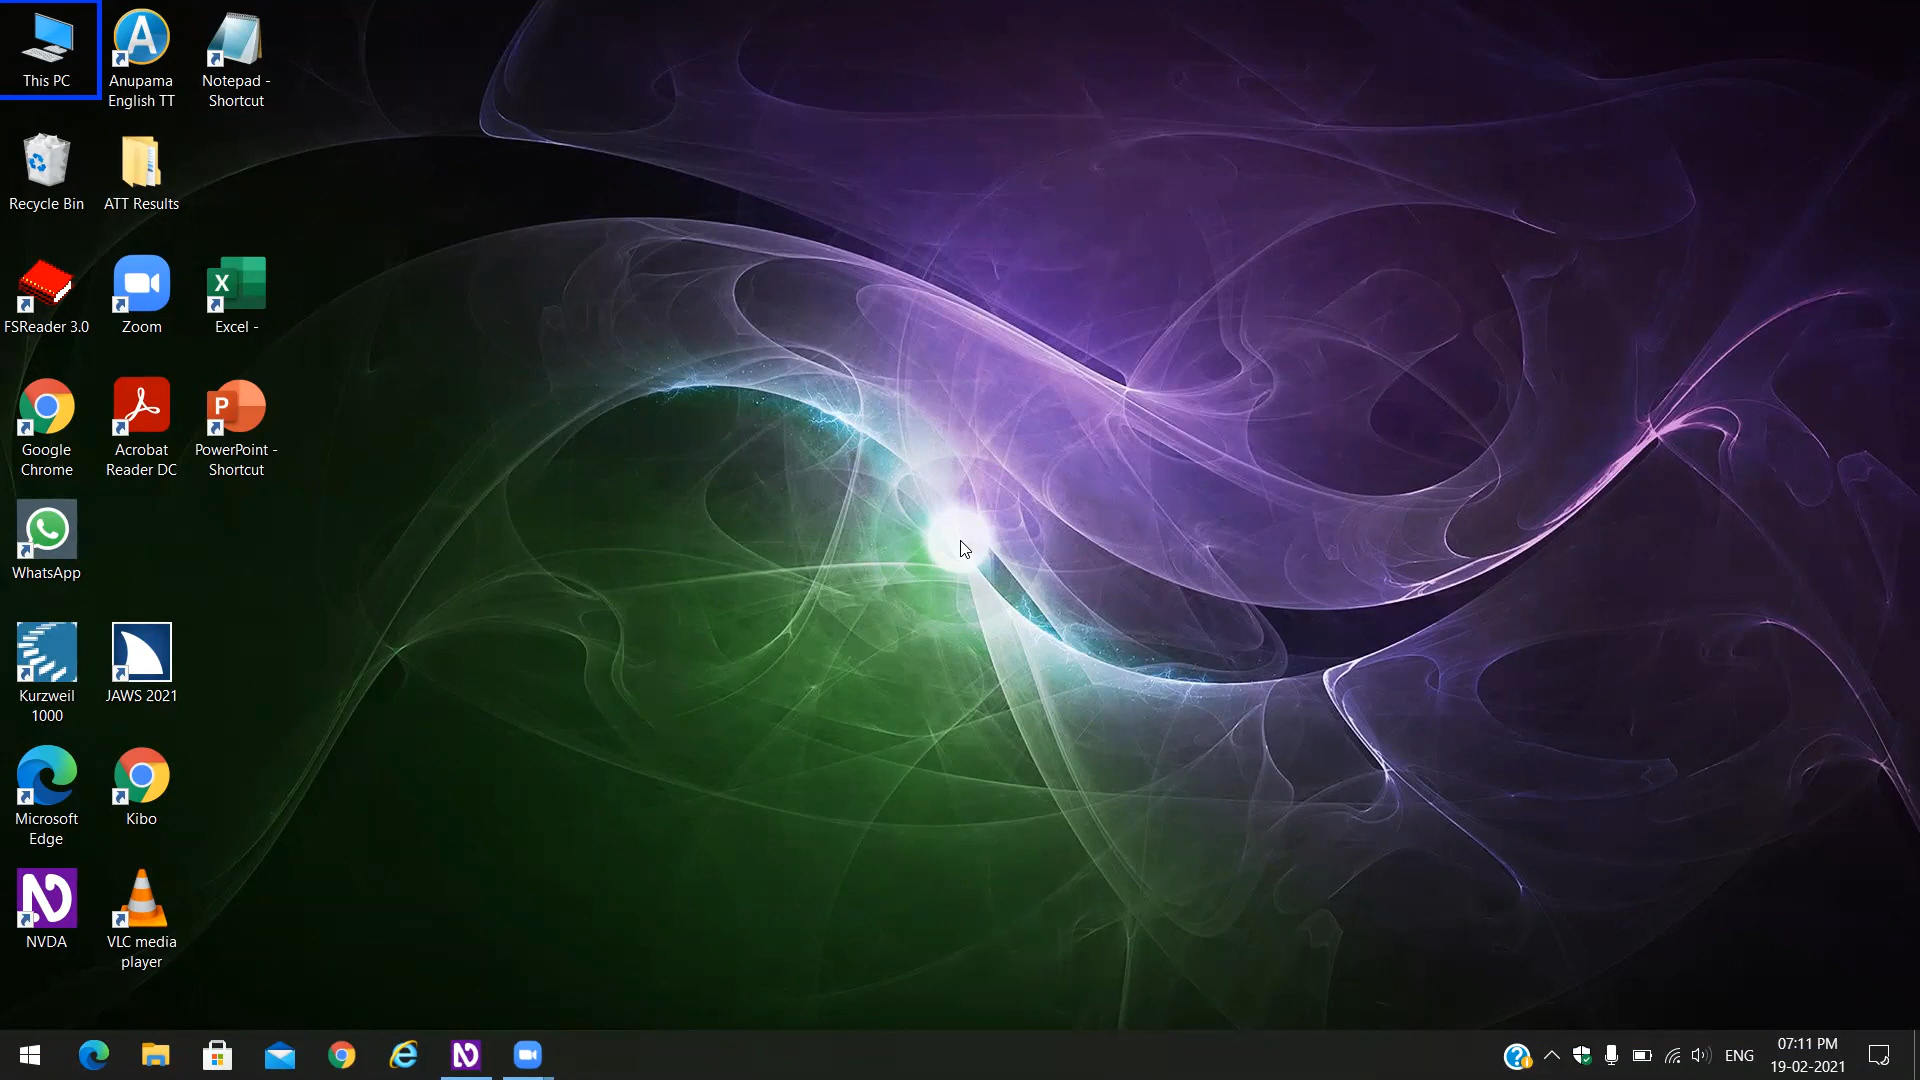 This PC
Anupama
English TT
Notepad -
Shortcut
Recycle Bin
ATT Results
FSReader 3.0
Zoom
Excel -
Google
Chrome
Acrobat
Reader DC
PowerPoint -
Shortcut
WhatsApp
Kurzweil
1000
JAWS 2021
Microsoft
Edge
Kibo
NVDA
VLC media
player
ENG
07:11 PM
19-02-2021